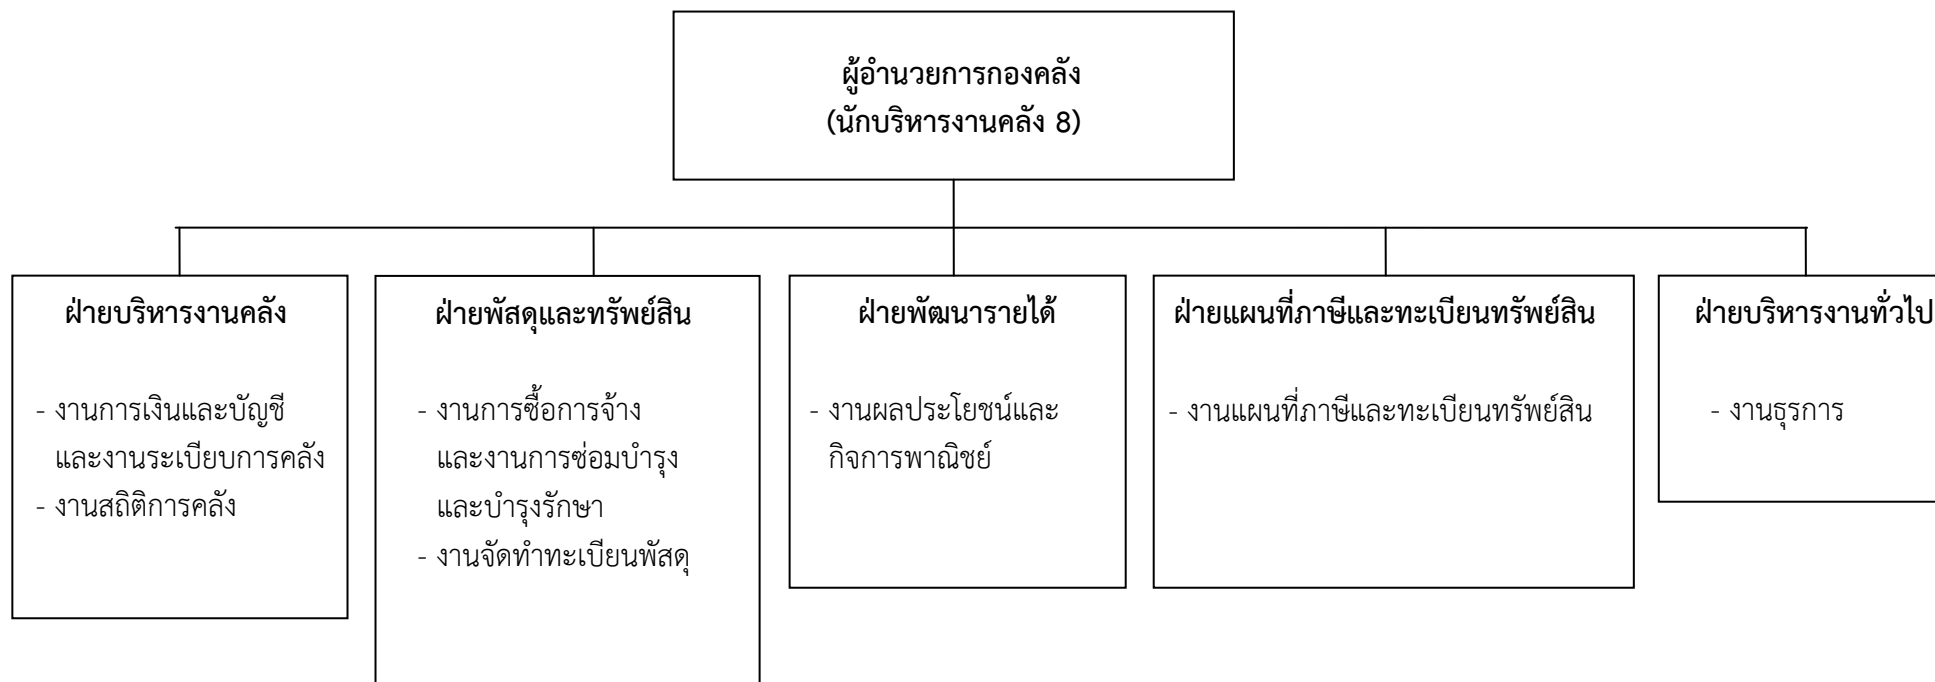 ผู้อำนวยการกองคลัง
(นักบริหารงานคลัง 8)
ฝ่ายบริหารงานคลัง
- งานการเงินและบัญชี
และงานระเบียบการคลัง
- งานสถิติการคลัง
ฝ่ายพัสดุและทรัพย์สิน
- งานการซื้อการจ้าง
และงานการซ่อมบำรุง
และบำรุงรักษา
- งานจัดทำทะเบียนพัสดุ
ฝ่ายพัฒนารายได้
- งานผลประโยชน์และ
กิจการพาณิชย์
ฝ่ายแผนที่ภาษีและทะเบียนทรัพย์สิน
- งานแผนที่ภาษีและทะเบียนทรัพย์สิน
ฝ่ายบริหารงานทั่วไป
- งานธุรการ